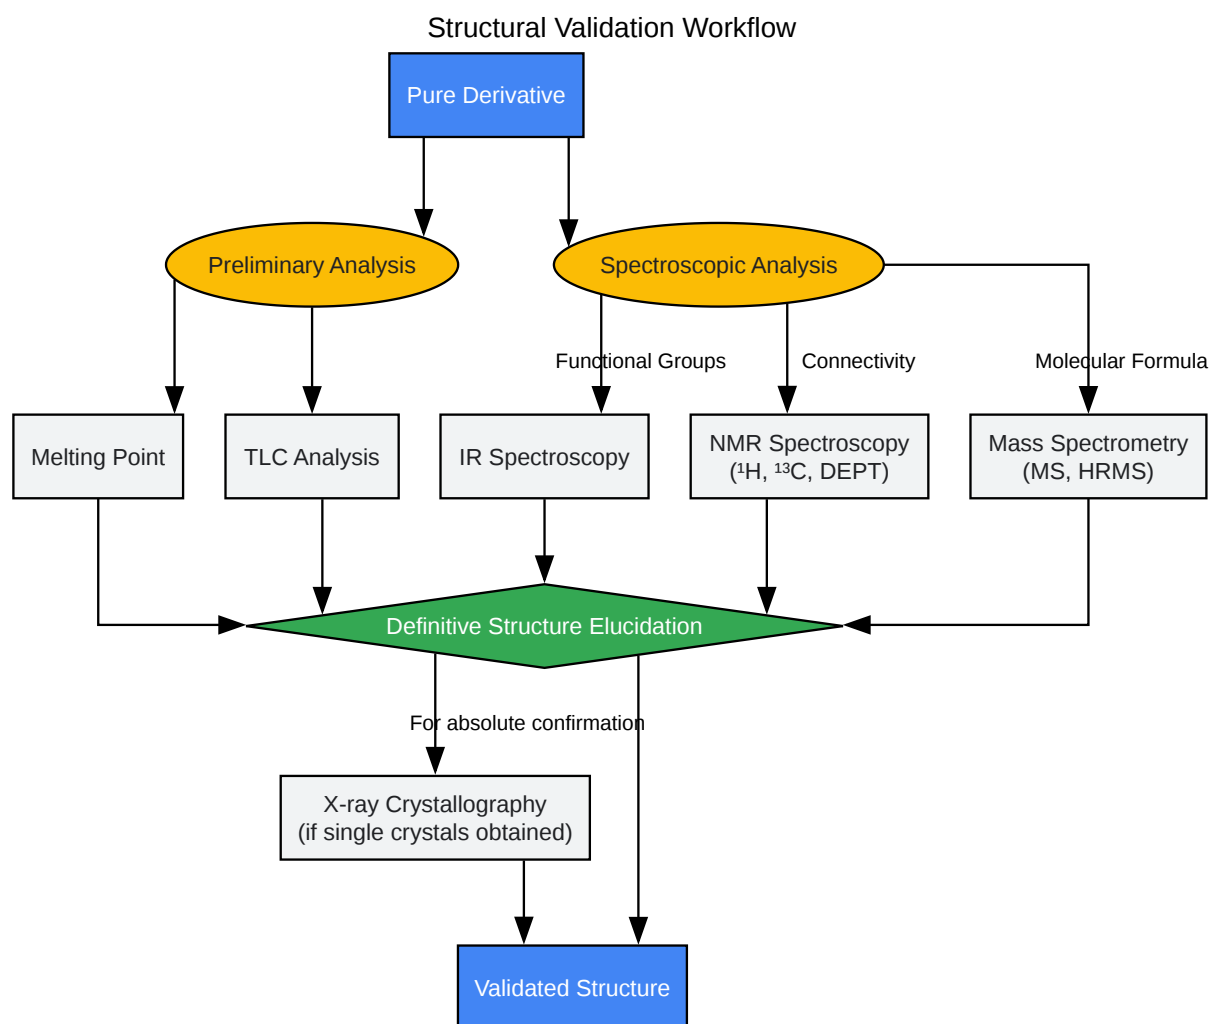 Structural Validation Workflow
Pure Derivative
Preliminary Analysis
Spectroscopic Analysis
Functional Groups
Connectivity
Molecular Formula
Melting Point
TLC Analysis
IR Spectroscopy
NMR Spectroscopy
(¹H, ¹³C, DEPT)
Mass Spectrometry
(MS, HRMS)
Definitive Structure Elucidation
For absolute confirmation
X-ray Crystallography
(if single crystals obtained)
Validated Structure